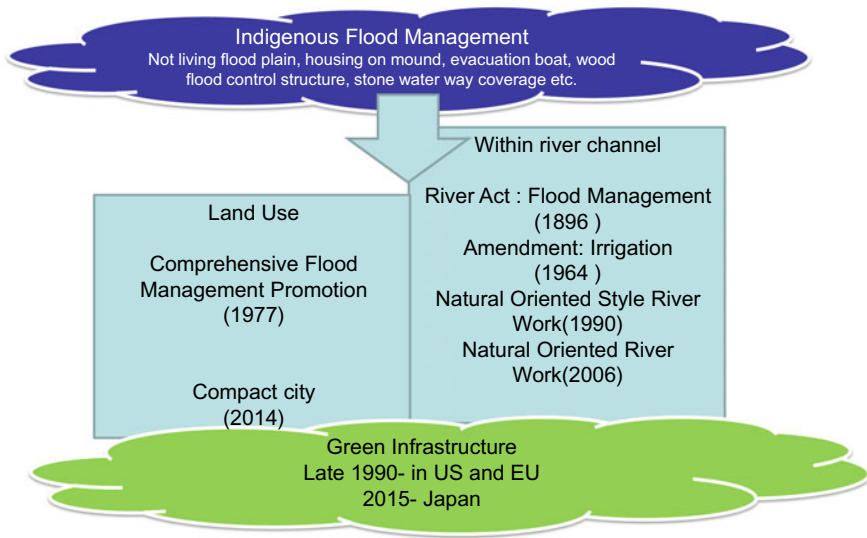 Indigenous Flood Management
Not living flood plain, housing on mound, evacuation boat, wood
flood control structure, stone water way coverage etc.
Land Use
Comprehensive Flood
Management Promotion
(1977)
Compact city
(2014)
Within river channel
River Act : Flood Management
(1896 )
Amendment: Irrigation
(1964 )
Natural Oriented Style River
Work(1990)
Natural Oriented River
Work(2006)
Green Infrastructure
Late 1990- in US and EU
2015- Japan